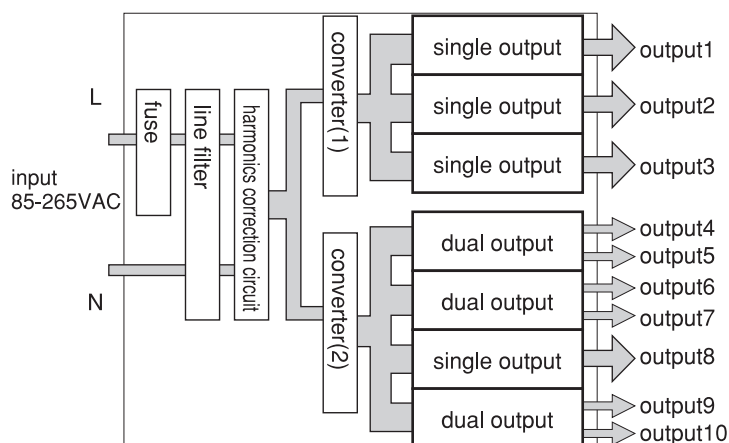 L
input
85-265VAC
N
fuse
line filter
harmonics correction circuit
converter(1)
converter(2)
single output
single output
single output
dual output
dual output
single output
dual output
output1
output2
output3
output4
output5
output6
output7
output8
output9
output10